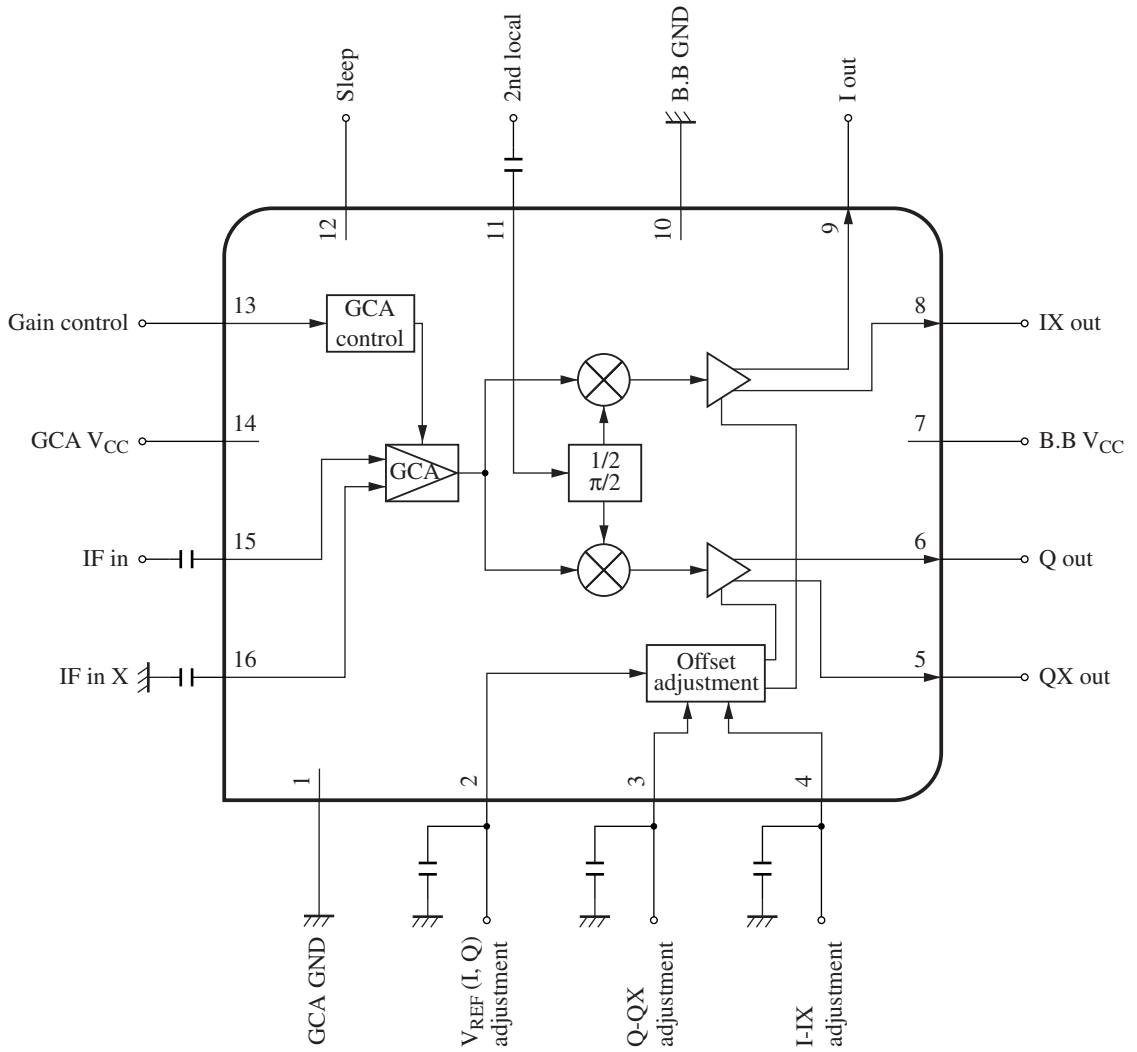 Sleep
2nd local
B.B GND
I out
12
11
10
9
Gain control
13
GCA
control
8
IX out
GCA VCC
14
GCA
1/2
π/2
7
B.B VCC
IF in
15
6
Q out
IF in X
16
Offset
adjustment
5
QX out
1
2
3
4
GCA GND
VREF (I, Q)
adjustment
Q-QX
adjustment
I-IX
adjustment